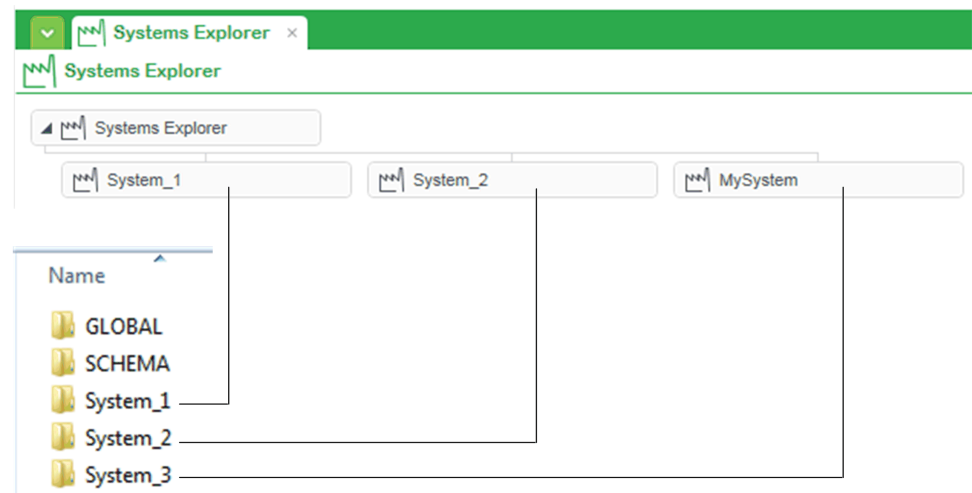 Systems Explorer ×
Systems Explorer
Systems Explorer
System_1 System_2 MySystem
Name
GLOBAL
SCHEMA
System_1
System_2
System_3